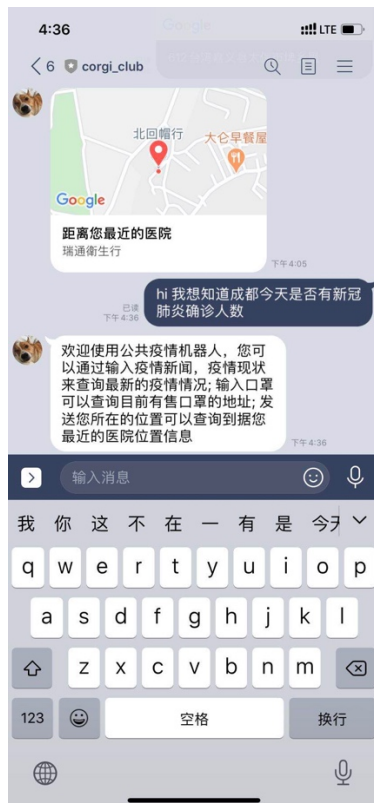 4:36
LTE
6 corgi_club
北回帽行
大仑早餐屋
Google
距离您最近的医院
瑞通衛生行
下午4:05
hi 我想知道成都今天是否有新冠
肺炎确诊人数
已读
下午4:36
欢迎使用公共疫情机器人，您可
以通过输入疫情新闻，疫情现状
来查询最新的疫情情况; 输入口罩
可以查询目前有售口罩的地址; 发
送您所在的位置可以查询到据您
最近的医院位置信息
下午4:36
输入消息
我 你 这 不 在 一 有 是 今天
q w e r t y u i o p
a s d f g h j k l
z x c v b n m
123 空格 换行